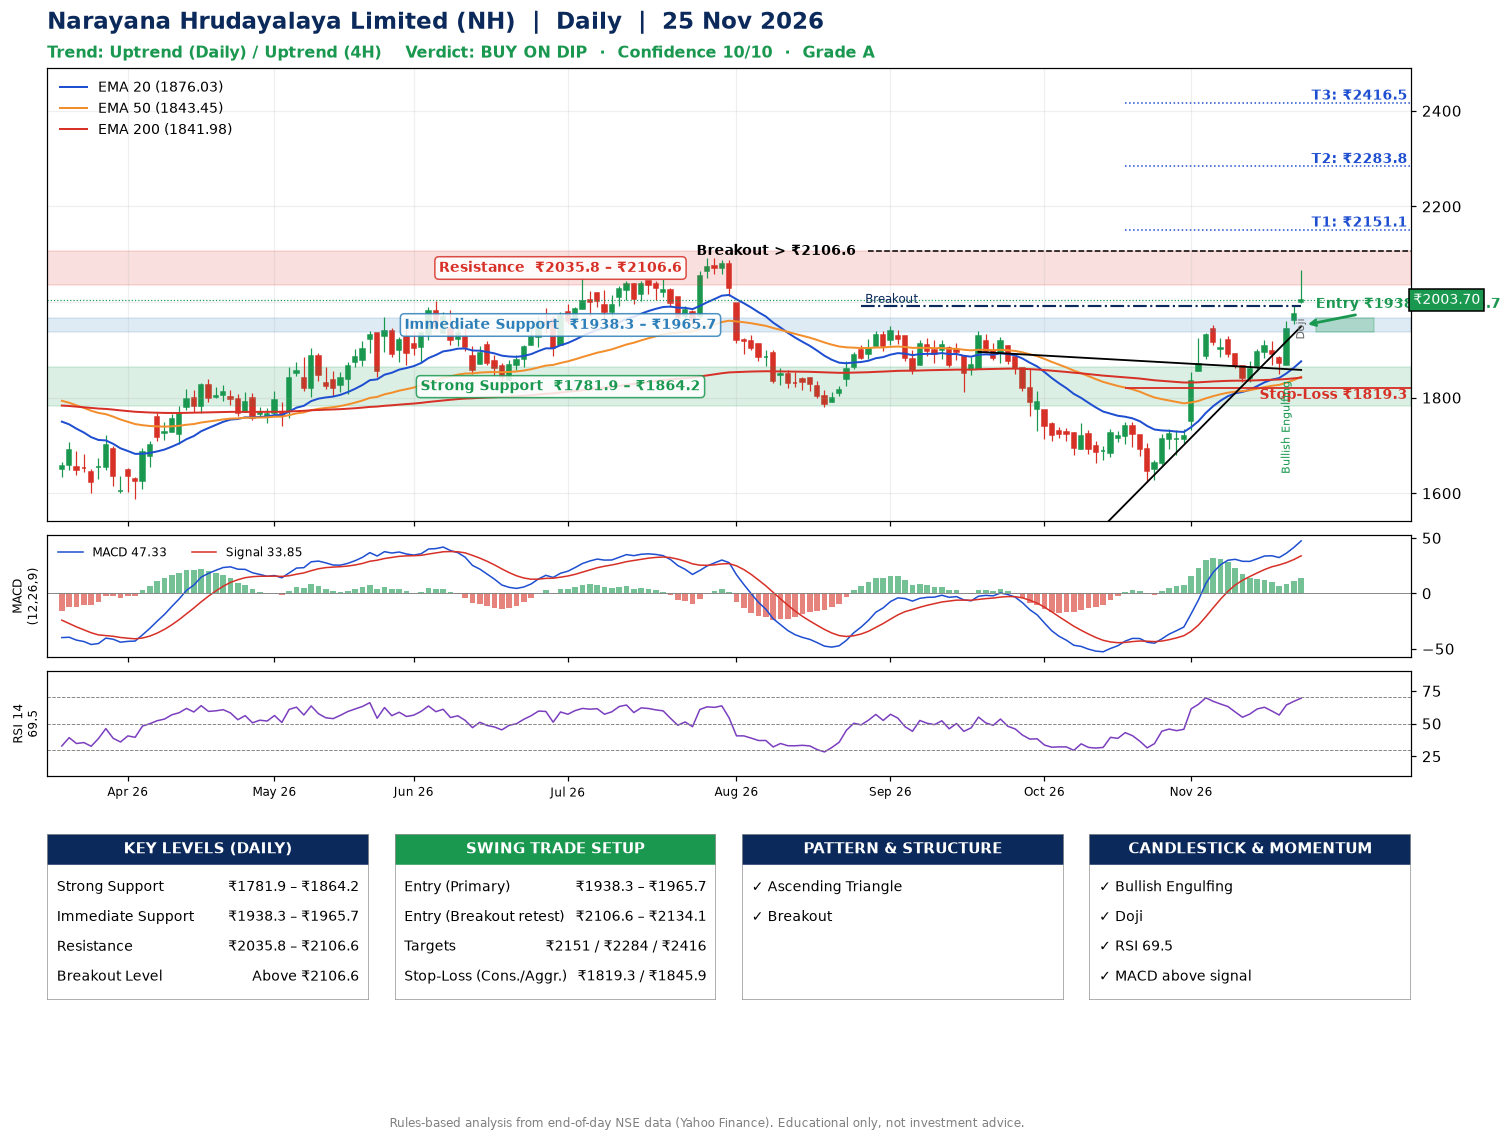 Narayana Hrudayalaya Limited (NH) | Daily | 25 Nov 2026
Trend: Uptrend (Daily) / Uptrend (4H) Verdict: BUY ON DIP · Confidence 10/10 · Grade A
EMA 20 (1876.03)
EMA 50 (1843.45)
EMA 200 (1841.98)
T3: ₹2416.5
2400
T2: ₹2283.8
2200
T1: ₹2151.1
Breakout > ₹2106.6
Resistance ₹2035.8 – ₹2106.6
Breakout
Entry ₹1938
₹2003.70
.7
Immediate Support ₹1938.3 – ₹1965.7
Doji
Strong Support ₹1781.9 – ₹1864.2
Stop-Loss ₹1819.3
1800
Bullish Engulfing
1600
MACD 47.33
Signal 33.85
50
0
−50
MACD
(12,26,9)
75
50
25
RSI 14
69.5
Apr 26
May 26
Jun 26
Jul 26
Aug 26
Sep 26
Oct 26
Nov 26
KEY LEVELS (DAILY)
Strong Support ₹1781.9 – ₹1864.2
Immediate Support ₹1938.3 – ₹1965.7
Resistance ₹2035.8 – ₹2106.6
Breakout Level Above ₹2106.6
SWING TRADE SETUP
Entry (Primary) ₹1938.3 – ₹1965.7
Entry (Breakout retest) ₹2106.6 – ₹2134.1
Targets ₹2151 / ₹2284 / ₹2416
Stop-Loss (Cons./Aggr.) ₹1819.3 / ₹1845.9
PATTERN & STRUCTURE
✓ Ascending Triangle
✓ Breakout
CANDLESTICK & MOMENTUM
✓ Bullish Engulfing
✓ Doji
✓ RSI 69.5
✓ MACD above signal
Rules-based analysis from end-of-day NSE data (Yahoo Finance). Educational only, not investment advice.